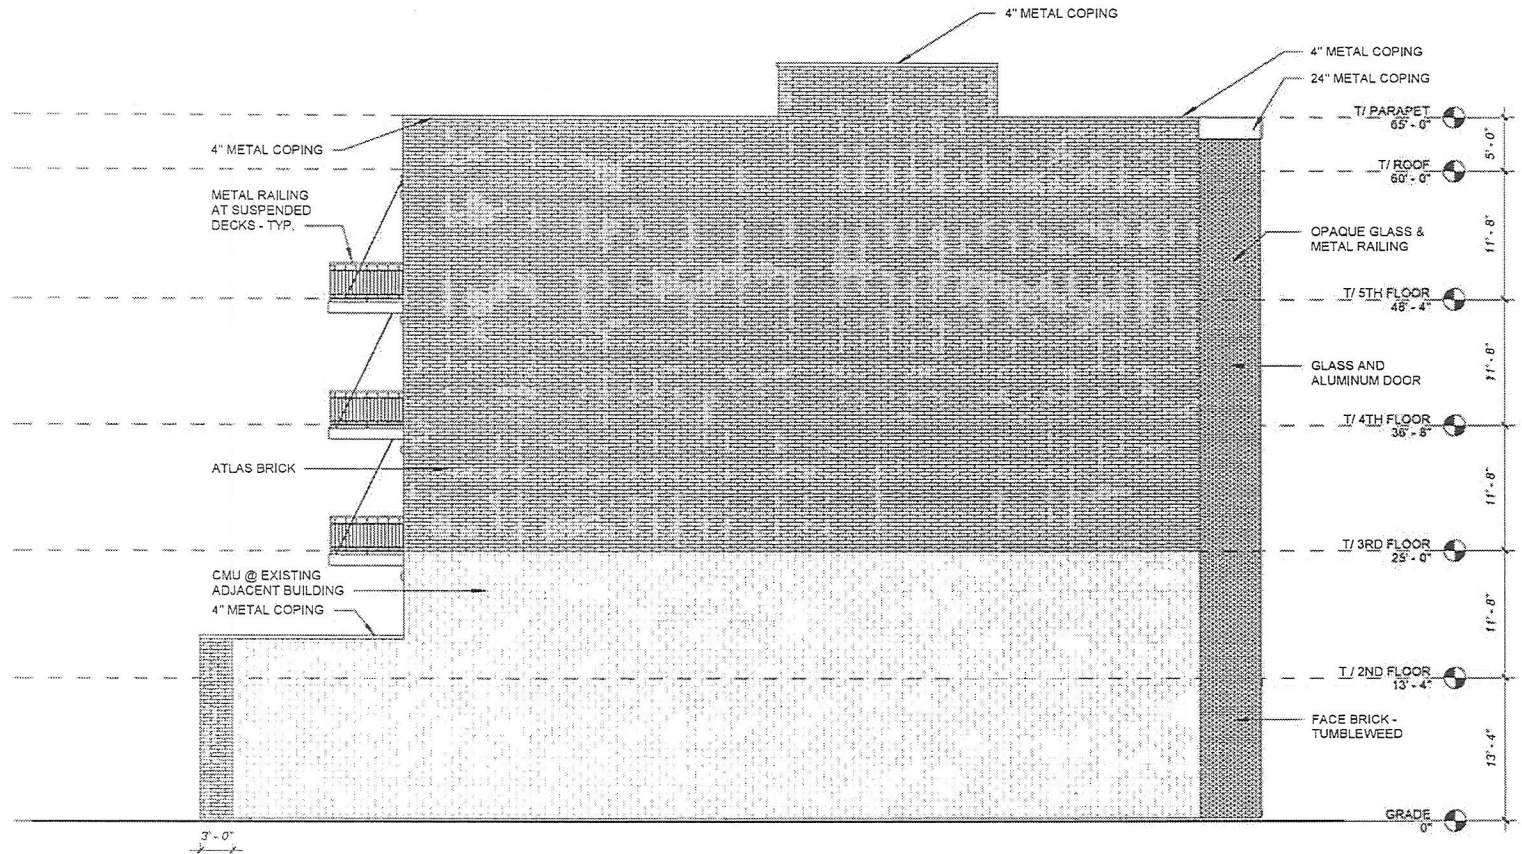 4" METAL COPING
4" METAL COPING
24" METAL COPING
T/ PARAPET
65' - 0"
5' - 0"
4" METAL COPING
T/ ROOF
60' - 0"
METAL RAILING
AT SUSPENDED
DECKS - TYP.
OPAQUE GLASS &
METAL RAILING
11' - 8"
T/ 5TH FLOOR
48' - 4"
GLASS AND
ALUMINUM DOOR
11' - 8"
T/ 4TH FLOOR
36' - 8"
ATLAS BRICK
11' - 8"
T/ 3RD FLOOR
25' - 0"
CMU @ EXISTING
ADJACENT BUILDING
4" METAL COPING
11' - 8"
T / 2ND FLOOR
13' - 4"
FACE BRICK -
TUMBLEWEED
13' - 4"
GRADE
0"
3' - 0"